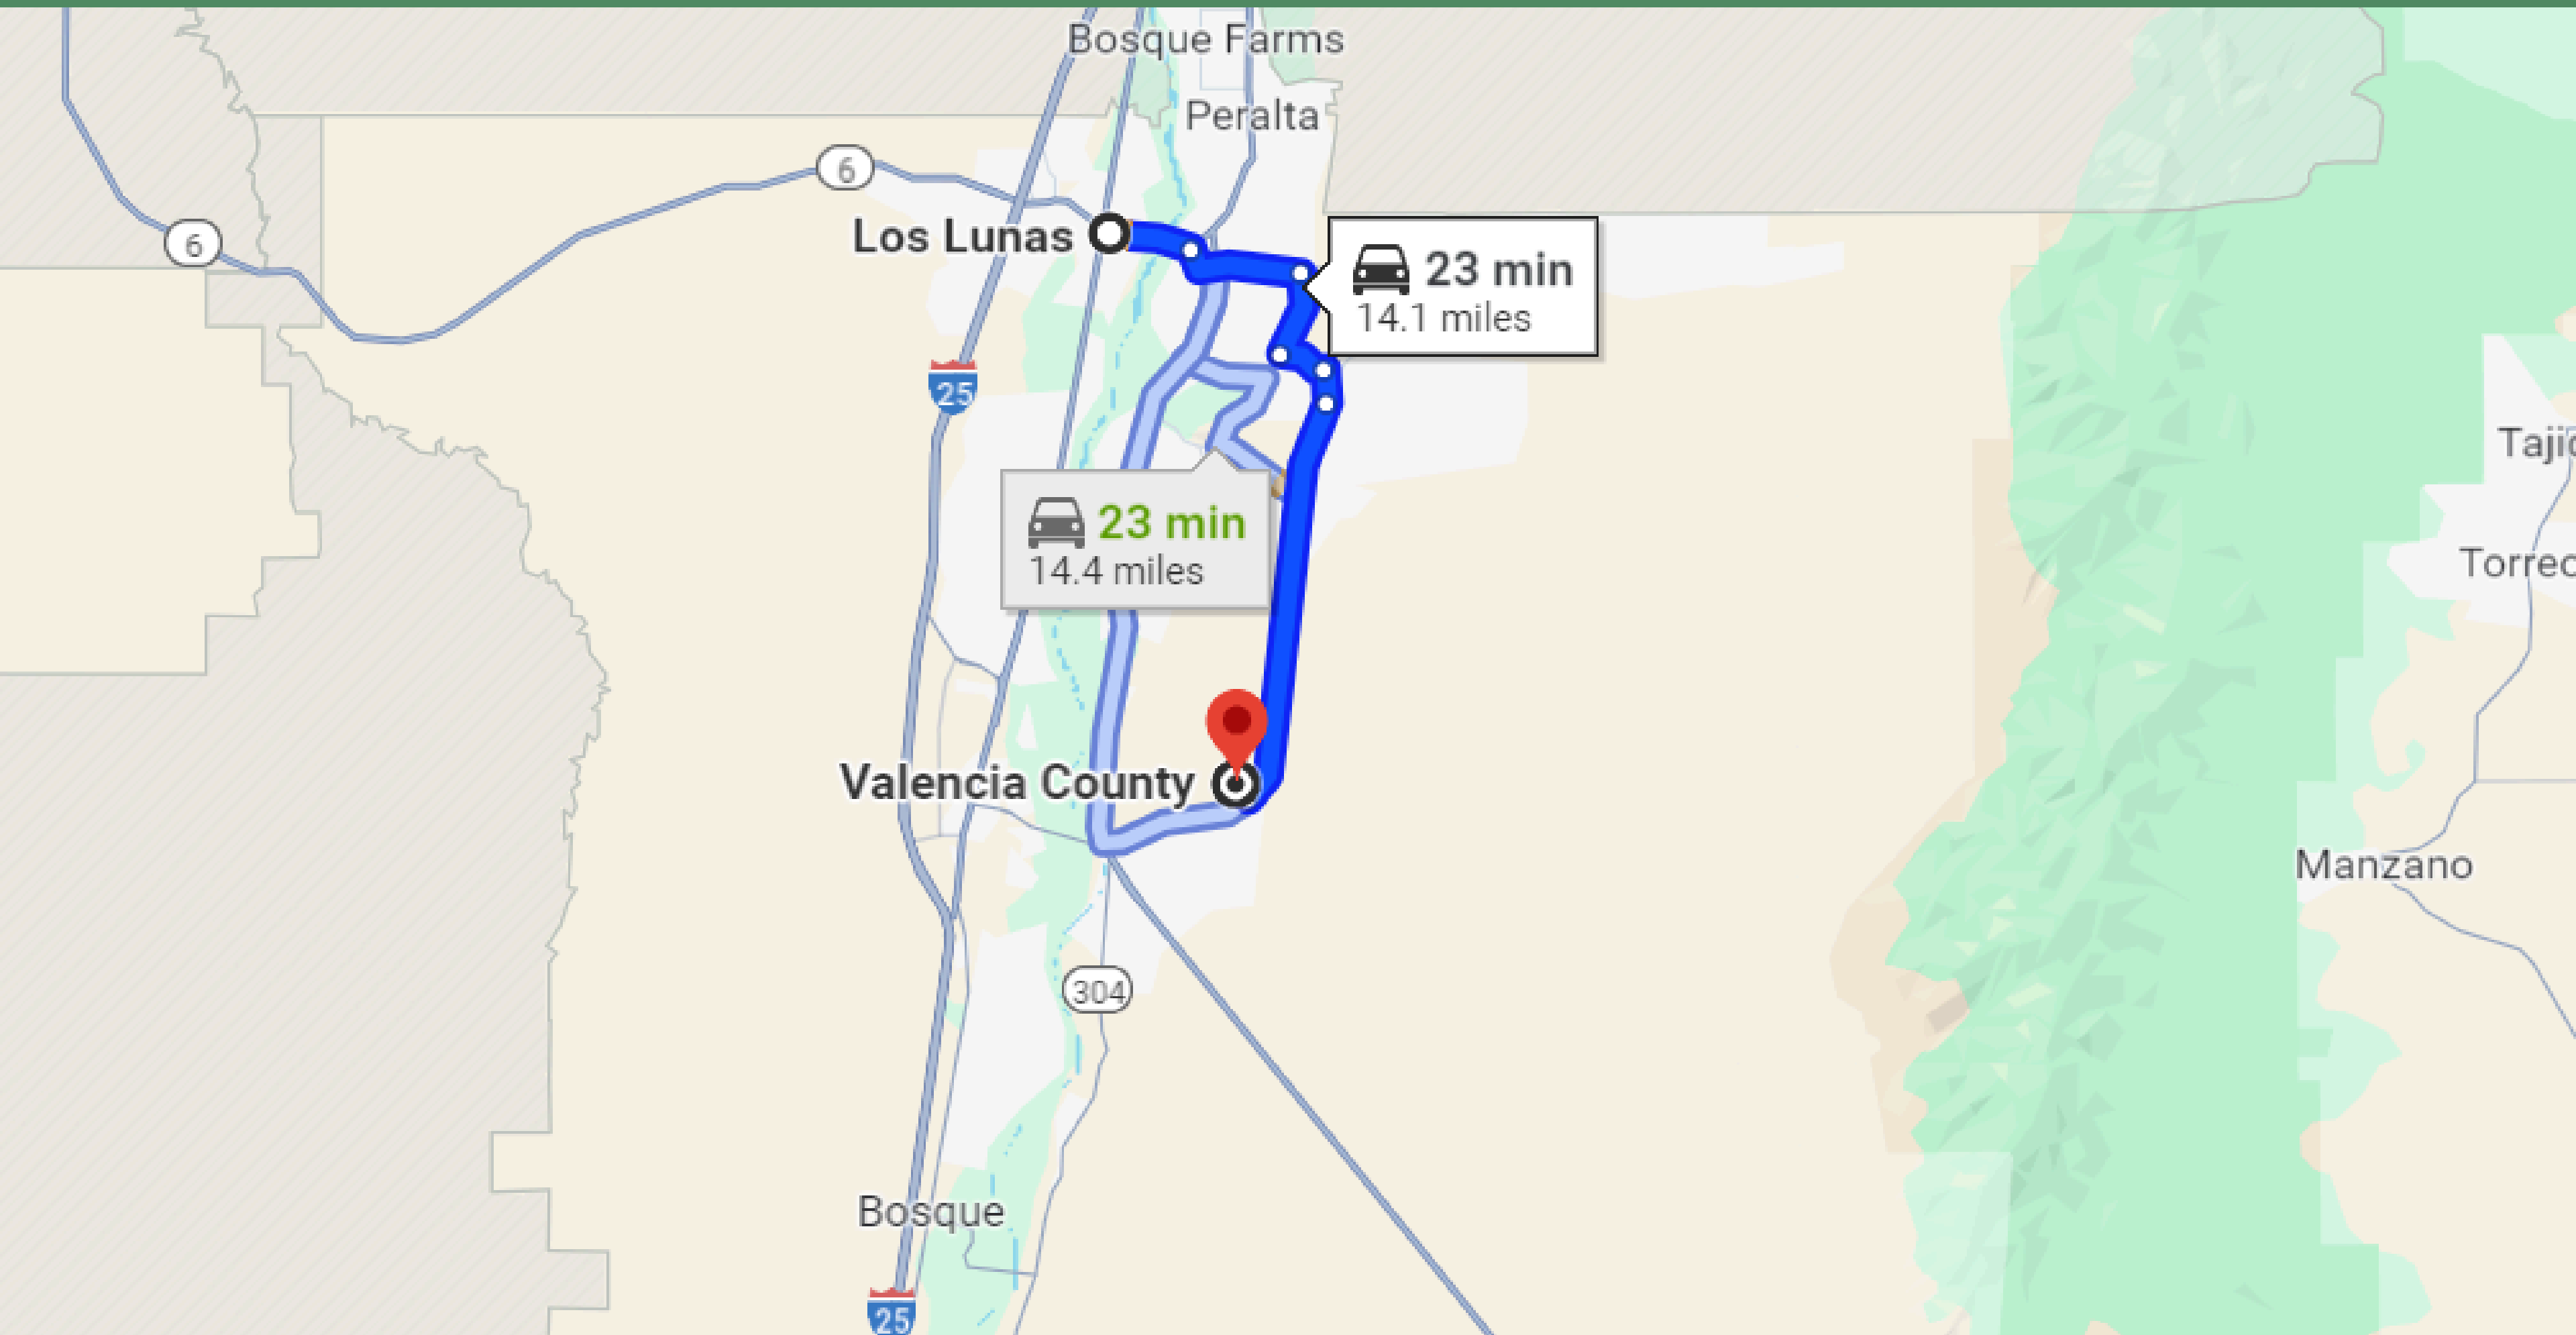 Bosque Farms
Peralta
6
6
Los Lunas
23 min
14.1 miles
25
23 min
14.4 miles
Valencia County
Manzano
304
Bosque
25